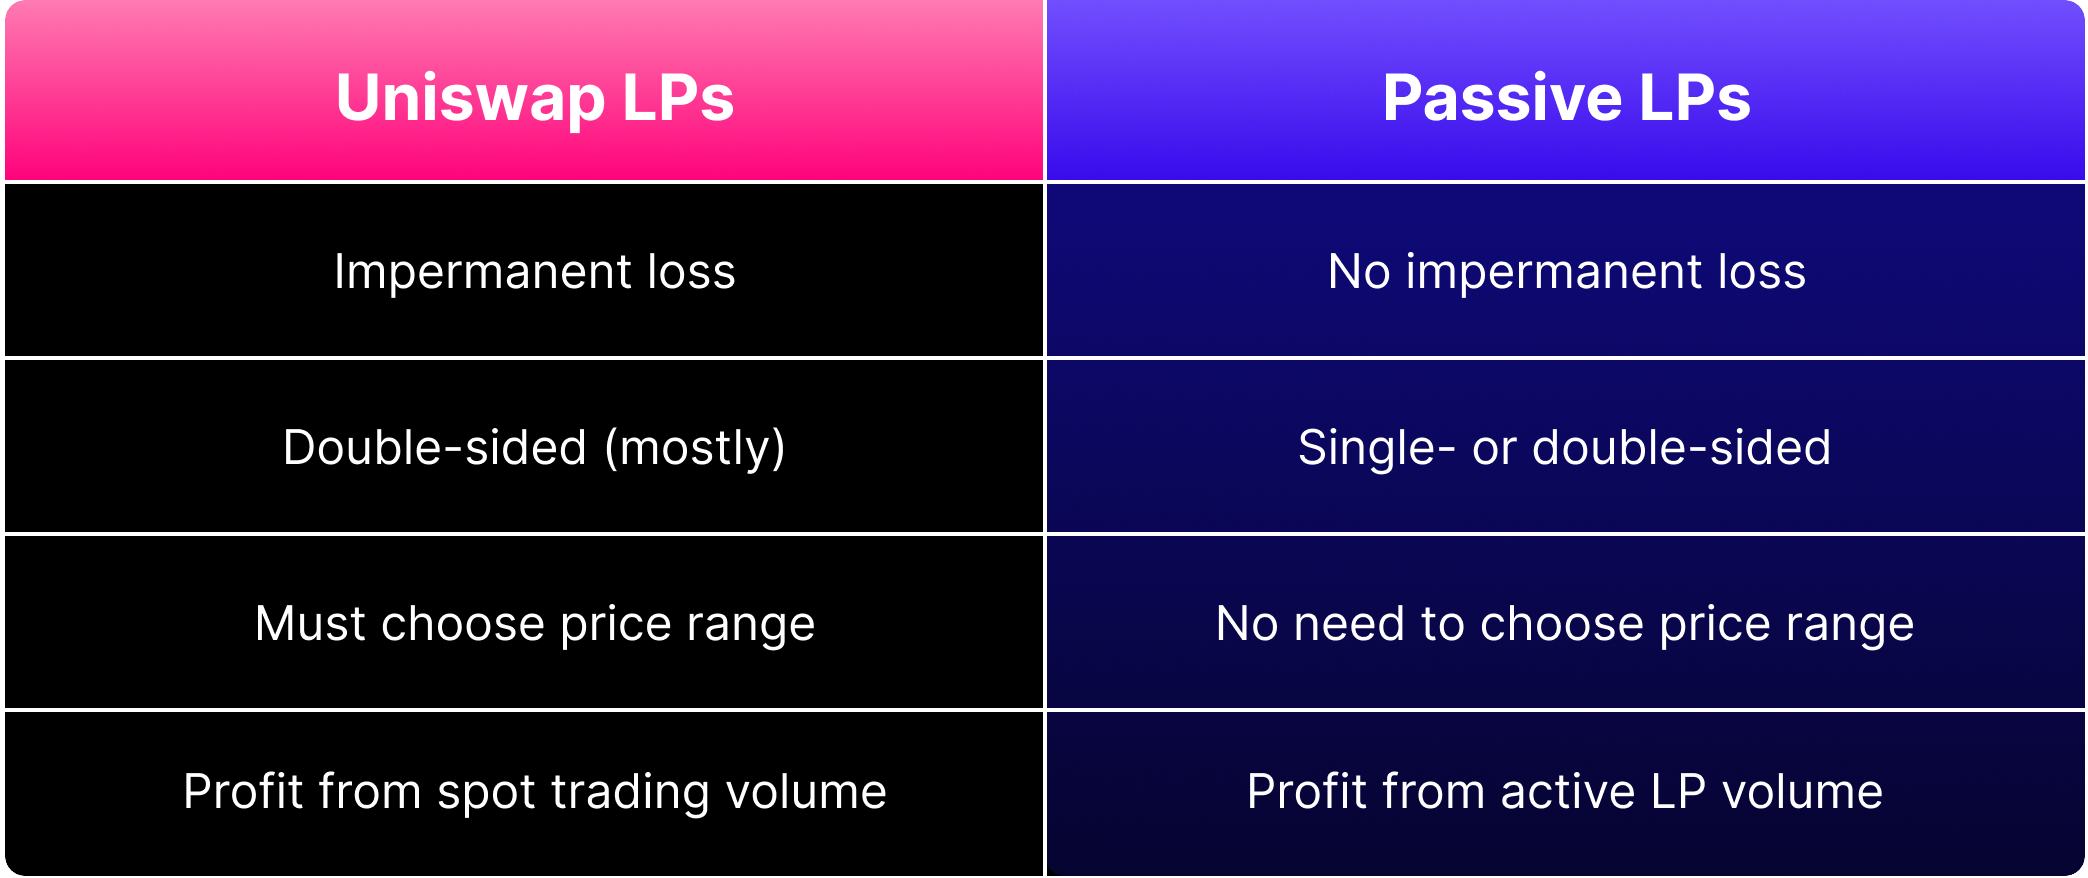 Uniswap LPs
Passive LPs
Impermanent loss
No impermanent loss
Double-sided (mostly)
Single- or double-sided
Must choose price range
No need to choose price range
Profit from spot trading volume
Profit from active LP volume